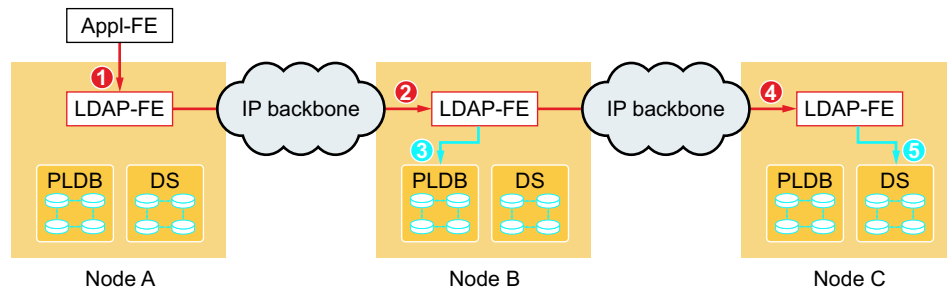 Appl-FE
1
LDAP-FE
IP backbone
2
LDAP-FE
IP backbone
4
LDAP-FE
3
5
PLDB
DS
PLDB
DS
PLDB
DS
Node A
Node B
Node C